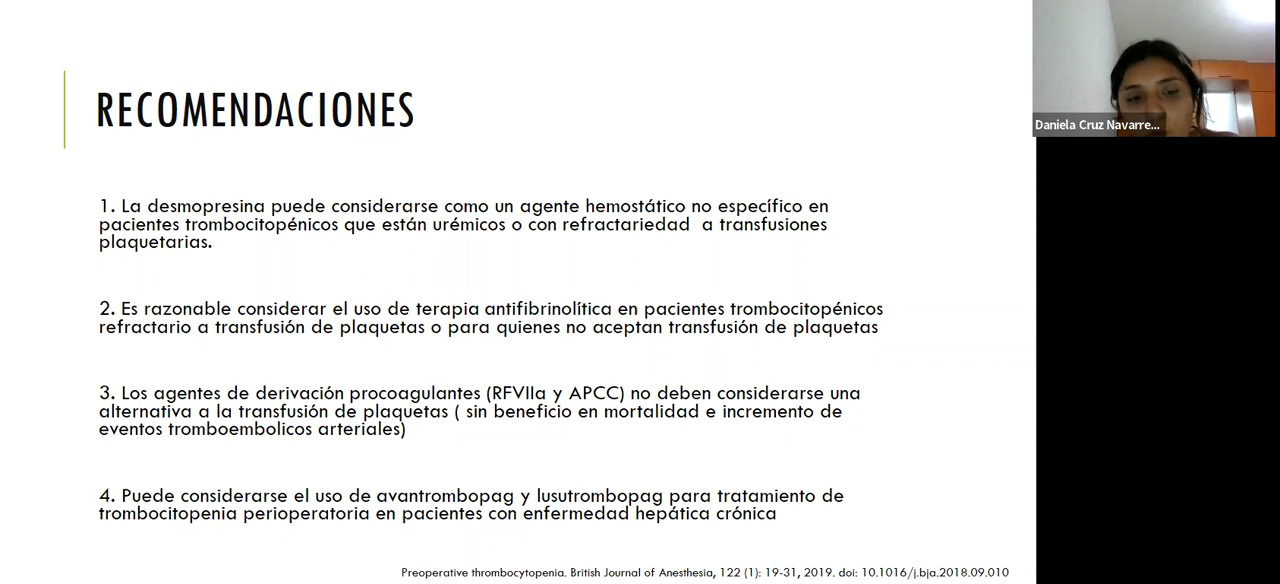 RECOMENDACIONES
1. La desmopresina puede considerarse como un agente hemostático no específico en
pacientes trombocitopénicos que están urémicos o con refractariedad a transfusiones
plaquetarias.
2. Es razonable considerar el uso de terapia antifibrinolítica en pacientes trombocitopénicos
refractario a transfusión de plaquetas o para quienes no aceptan transfusión de plaquetas
3. Los agentes de derivación procoagulantes (RFVIIa y APCC) no deben considerarse una
alternativa a la transfusión de plaquetas ( sin beneficio en mortalidad e incremento de
eventos tromboembolicos arteriales)
4. Puede considerarse el uso de avantrombopag y lusutrombopag para tratamiento de
trombocitopenia perioperatoria en pacientes con enfermedad hepática crónica
Preoperative thrombocytopenia. British Journal of Anesthesia, 122 (1): 19-31, 2019. doi: 10.1016/j.bja.2018.09.010
Daniela Cruz Navarre...